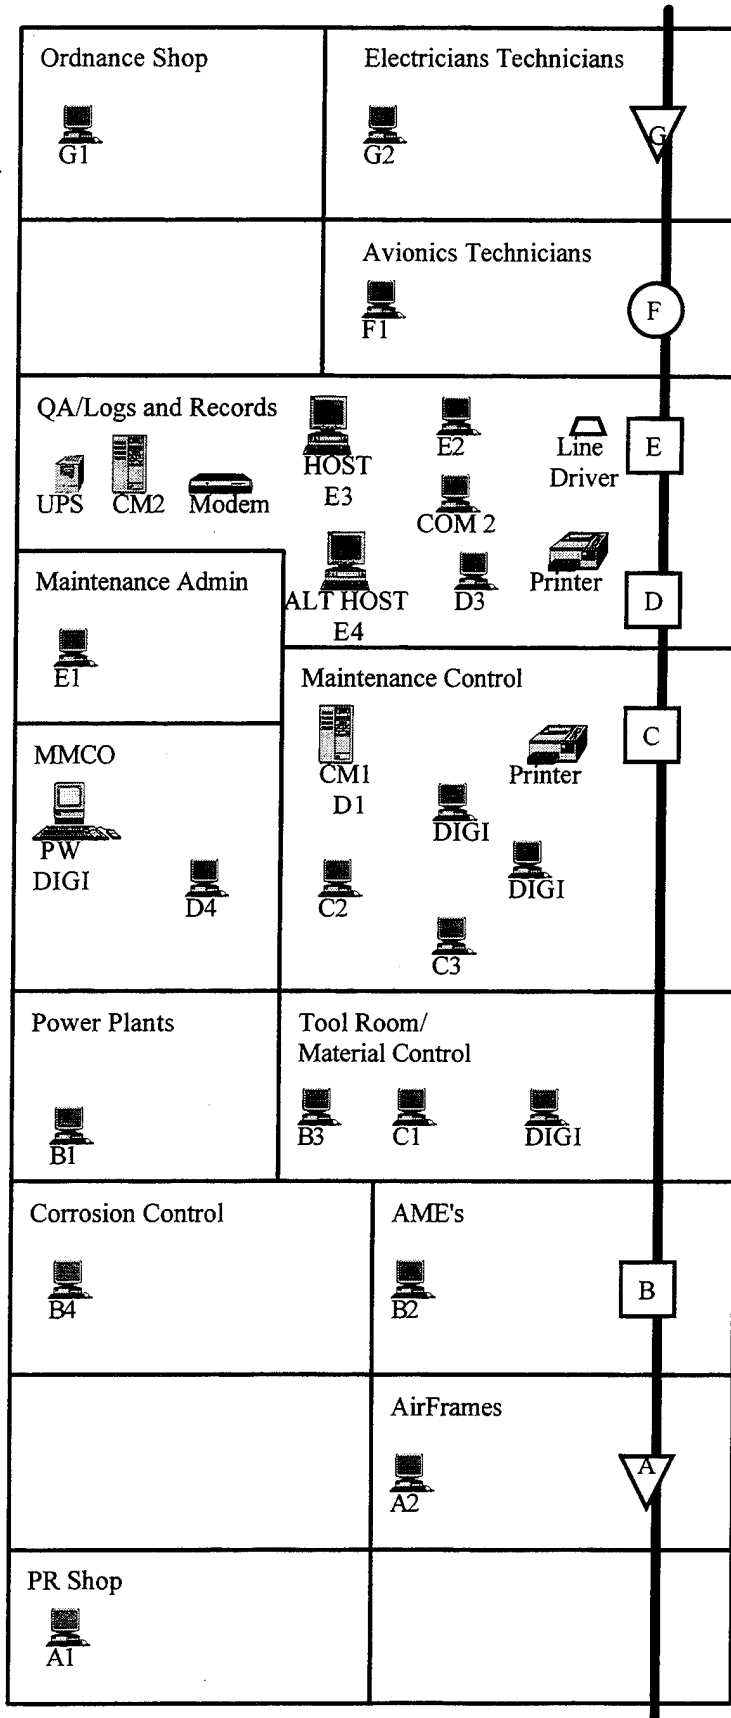 Ordnance Shop
G1
Electricians Technicians
G2
G
Avionics Technicians
F1
F
QA/Logs and Records
UPS
CM2
Modem
HOST
E3
E2
COM 2
Line
Driver
E
ALT HOST
E4
D3
Printer
D
Maintenance Admin
E1
Maintenance Control
CM1
D1
Printer
C
DIGI
DIGI
C2
C3
MMCO
PW
DIGI
D4
Power Plants
B1
Tool Room/
Material Control
B3
C1
DIGI
Corrosion Control
B4
AME's
B2
B
AirFrames
A2
A
PR Shop
A1